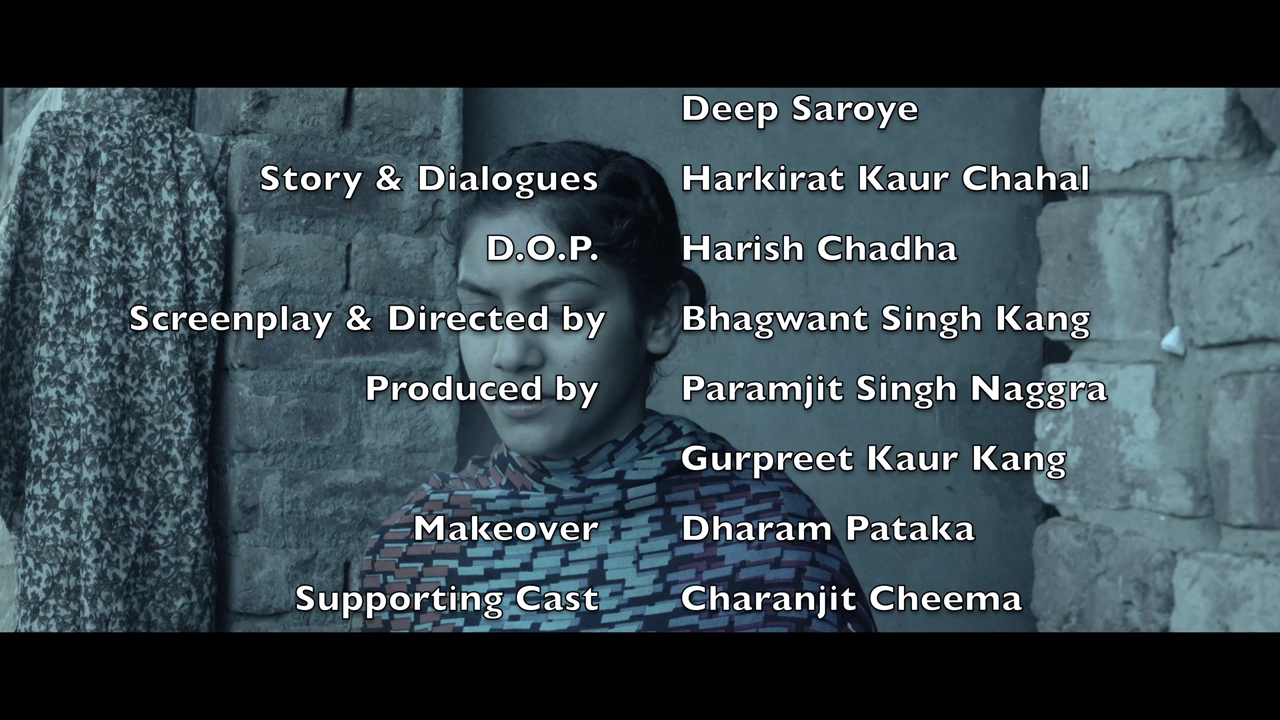 Deep Saroye
Story & Dialogues Harkirat Kaur Chahal
D.O.P. Harish Chadha
Screenplay & Directed by Bhagwant Singh Kang
Produced by Paramjit Singh Naggra
Gurpreet Kaur Kang
Makeover Dharam Pataka
Supporting Cast Charanjit Cheema